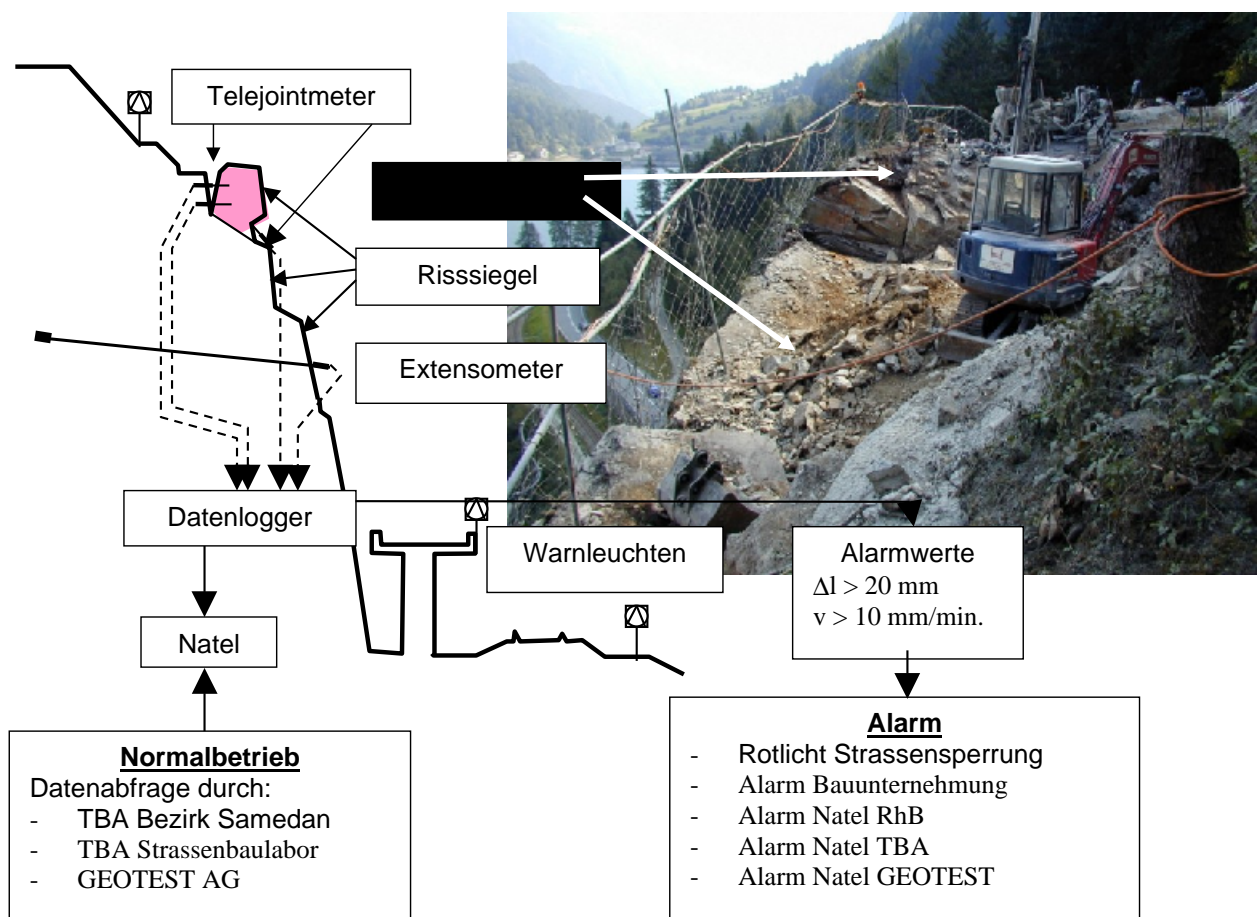 Telejointmeter
Risssiegel
Extensometer
Datenlogger
Warnleuchten
Alarmwerte
Δl > 20 mm
v > 10 mm/min.
Natel
Normalbetrieb
Datenabfrage durch:
- TBA Bezirk Samedan
- TBA Strassenbaulabor
- GEOTEST AG
Alarm
- Rotlicht Strassensperrung
- Alarm Bauunternehmung
- Alarm Natel RhB
- Alarm Natel TBA
- Alarm Natel GEOTEST